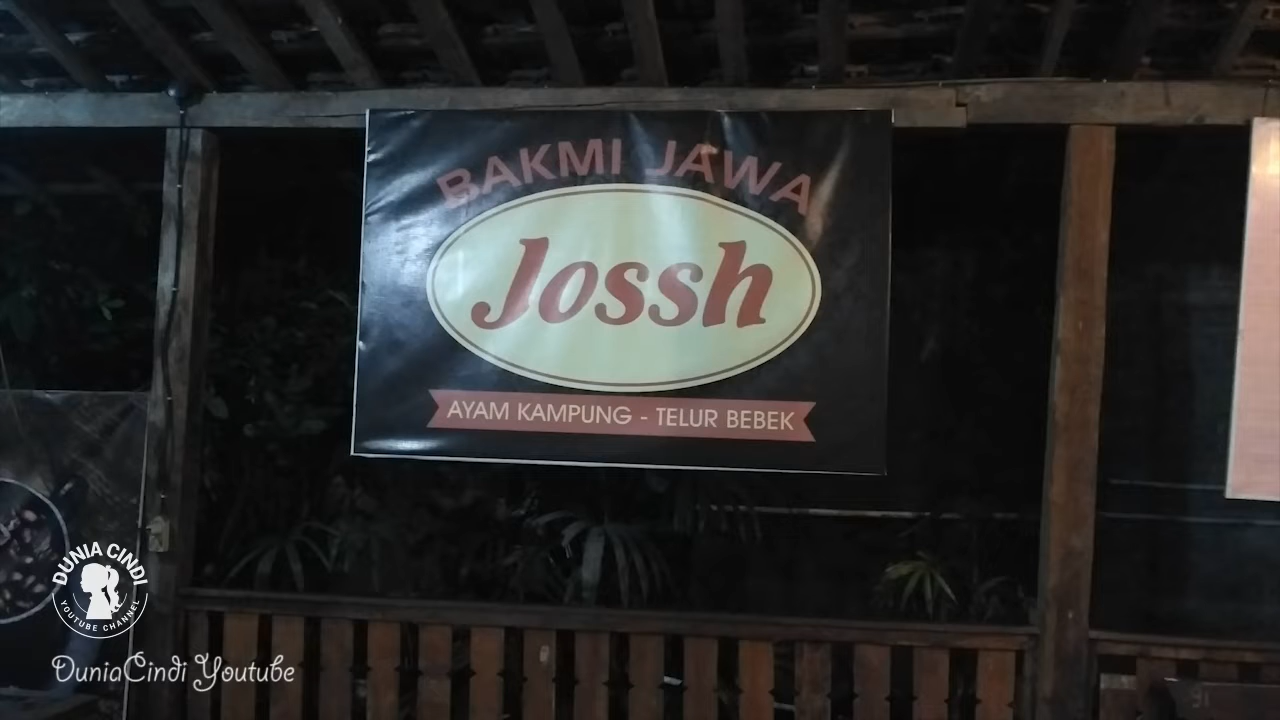 BAKMI JAWA
Jossh
AYAM KAMPUNG - TELUR BEBEK
DUNIA CINDI
YOUTUBE CHANNEL
DuniaCindi Youtube